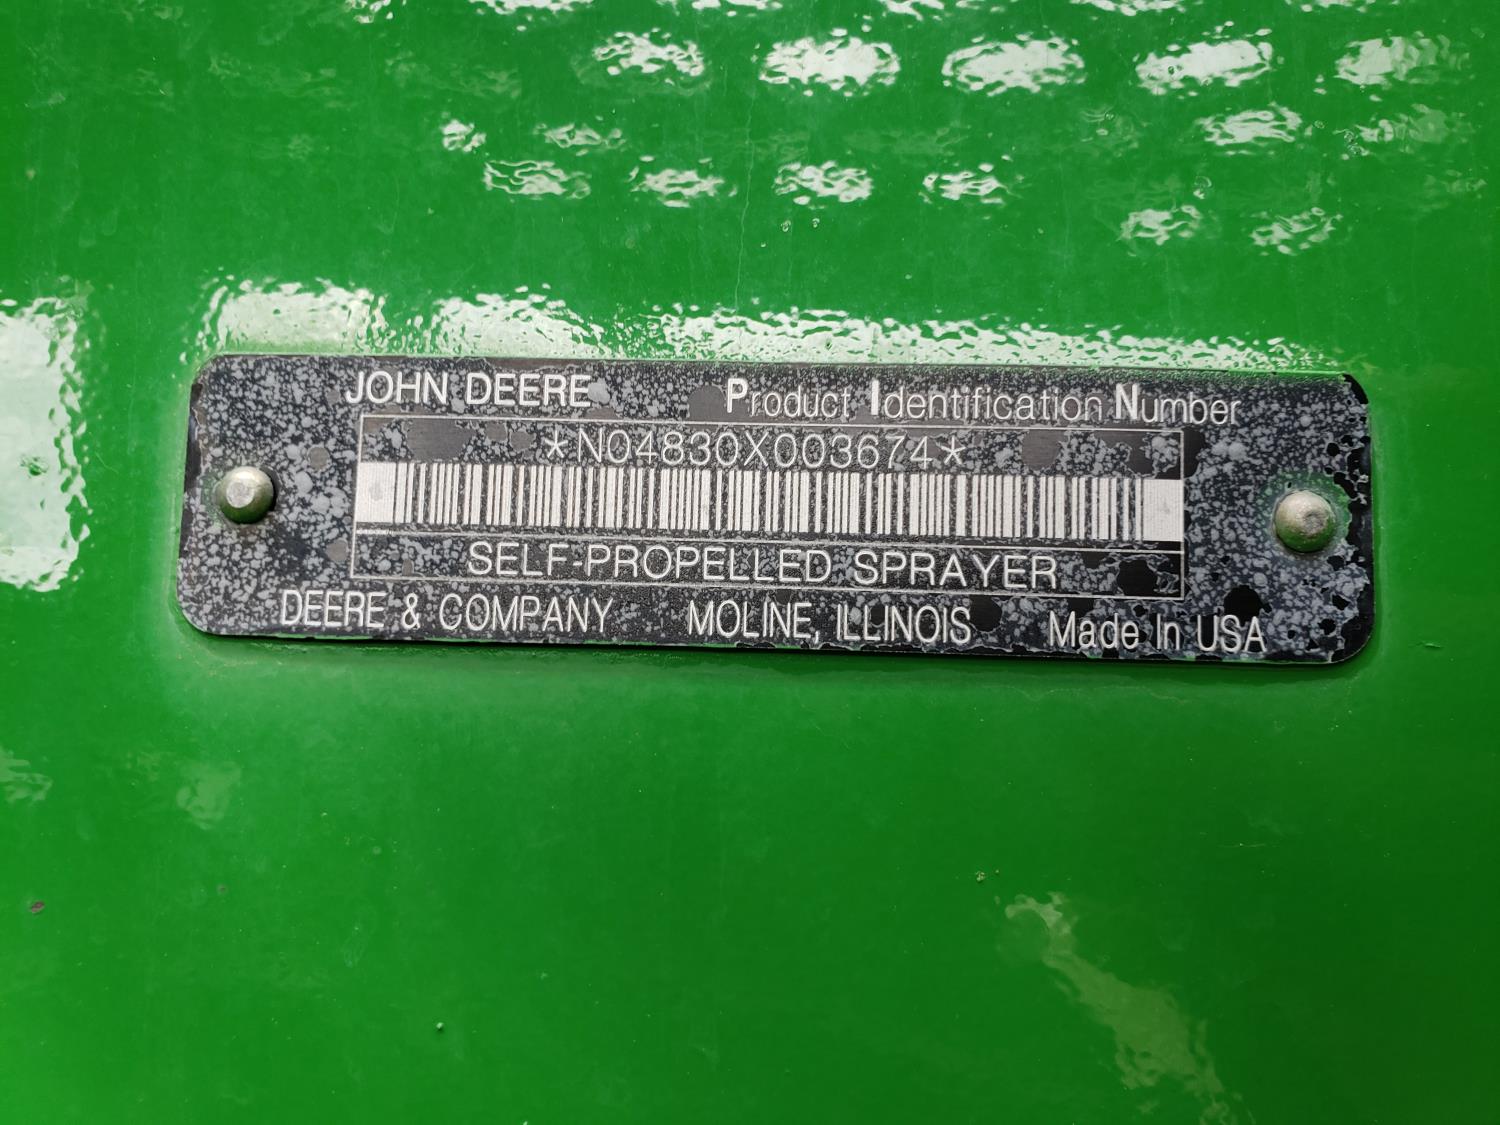 JOHN DEERE Product Identification Number
*N04830X003674*
SELF-PROPELLED SPRAYER
DEERE & COMPANY MOLINE, ILLINOIS Made In USA